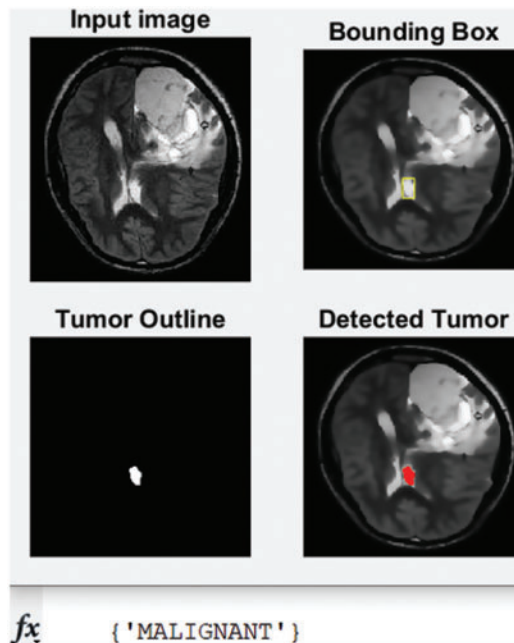 Input image
Bounding Box
Tumor Outline
Detected Tumor
fx {'MALIGNANT'}